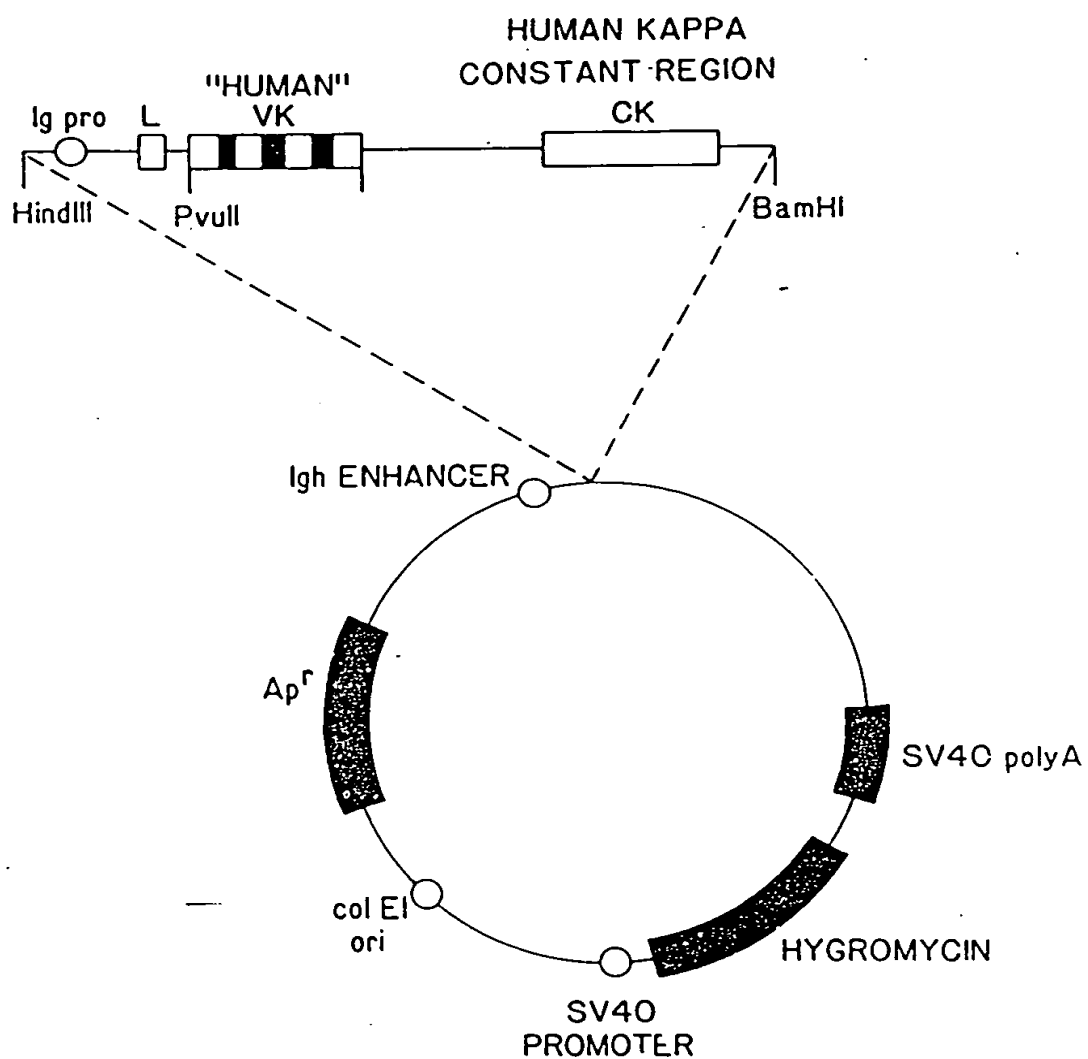 HUMAN KAPPA
CONSTANT-REGION
"HUMAN"
Ig pro
L
VK
CK
HindIII
PvuII
BamHI
Igh ENHANCER
Ap^r
SV40 polyA
col EI
ori
HYGROMYCIN
SV40
PROMOTER